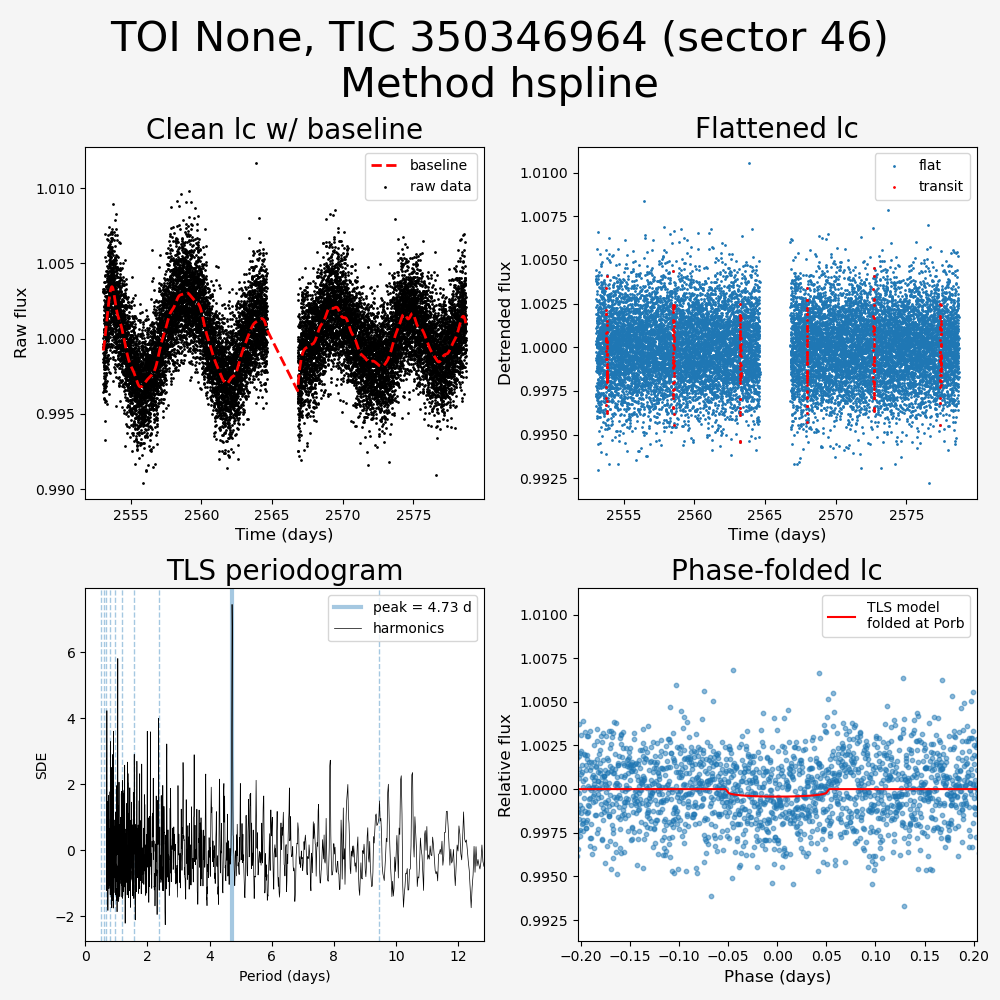 TOI None, TIC 350346964 (sector 46)
Method hspline
Clean lc w/ baseline
baseline
raw data
1.010
1.005
1.000
0.995
0.990
Raw flux
2555
2560
2565
2570
2575
Time (days)
Flattened lc
flat
transit
1.0100
1.0075
1.0050
1.0025
1.0000
0.9975
0.9950
0.9925
Detrended flux
2555
2560
2565
2570
2575
Time (days)
TLS periodogram
peak = 4.73 d
harmonics
6
4
2
0
−2
SDE
0
2
4
6
8
10
12
Period (days)
Phase-folded lc
TLS model
folded at Porb
1.0100
1.0075
1.0050
1.0025
1.0000
0.9975
0.9950
0.9925
Relative flux
−0.20
−0.15
−0.10
−0.05
0.00
0.05
0.10
0.15
0.20
Phase (days)